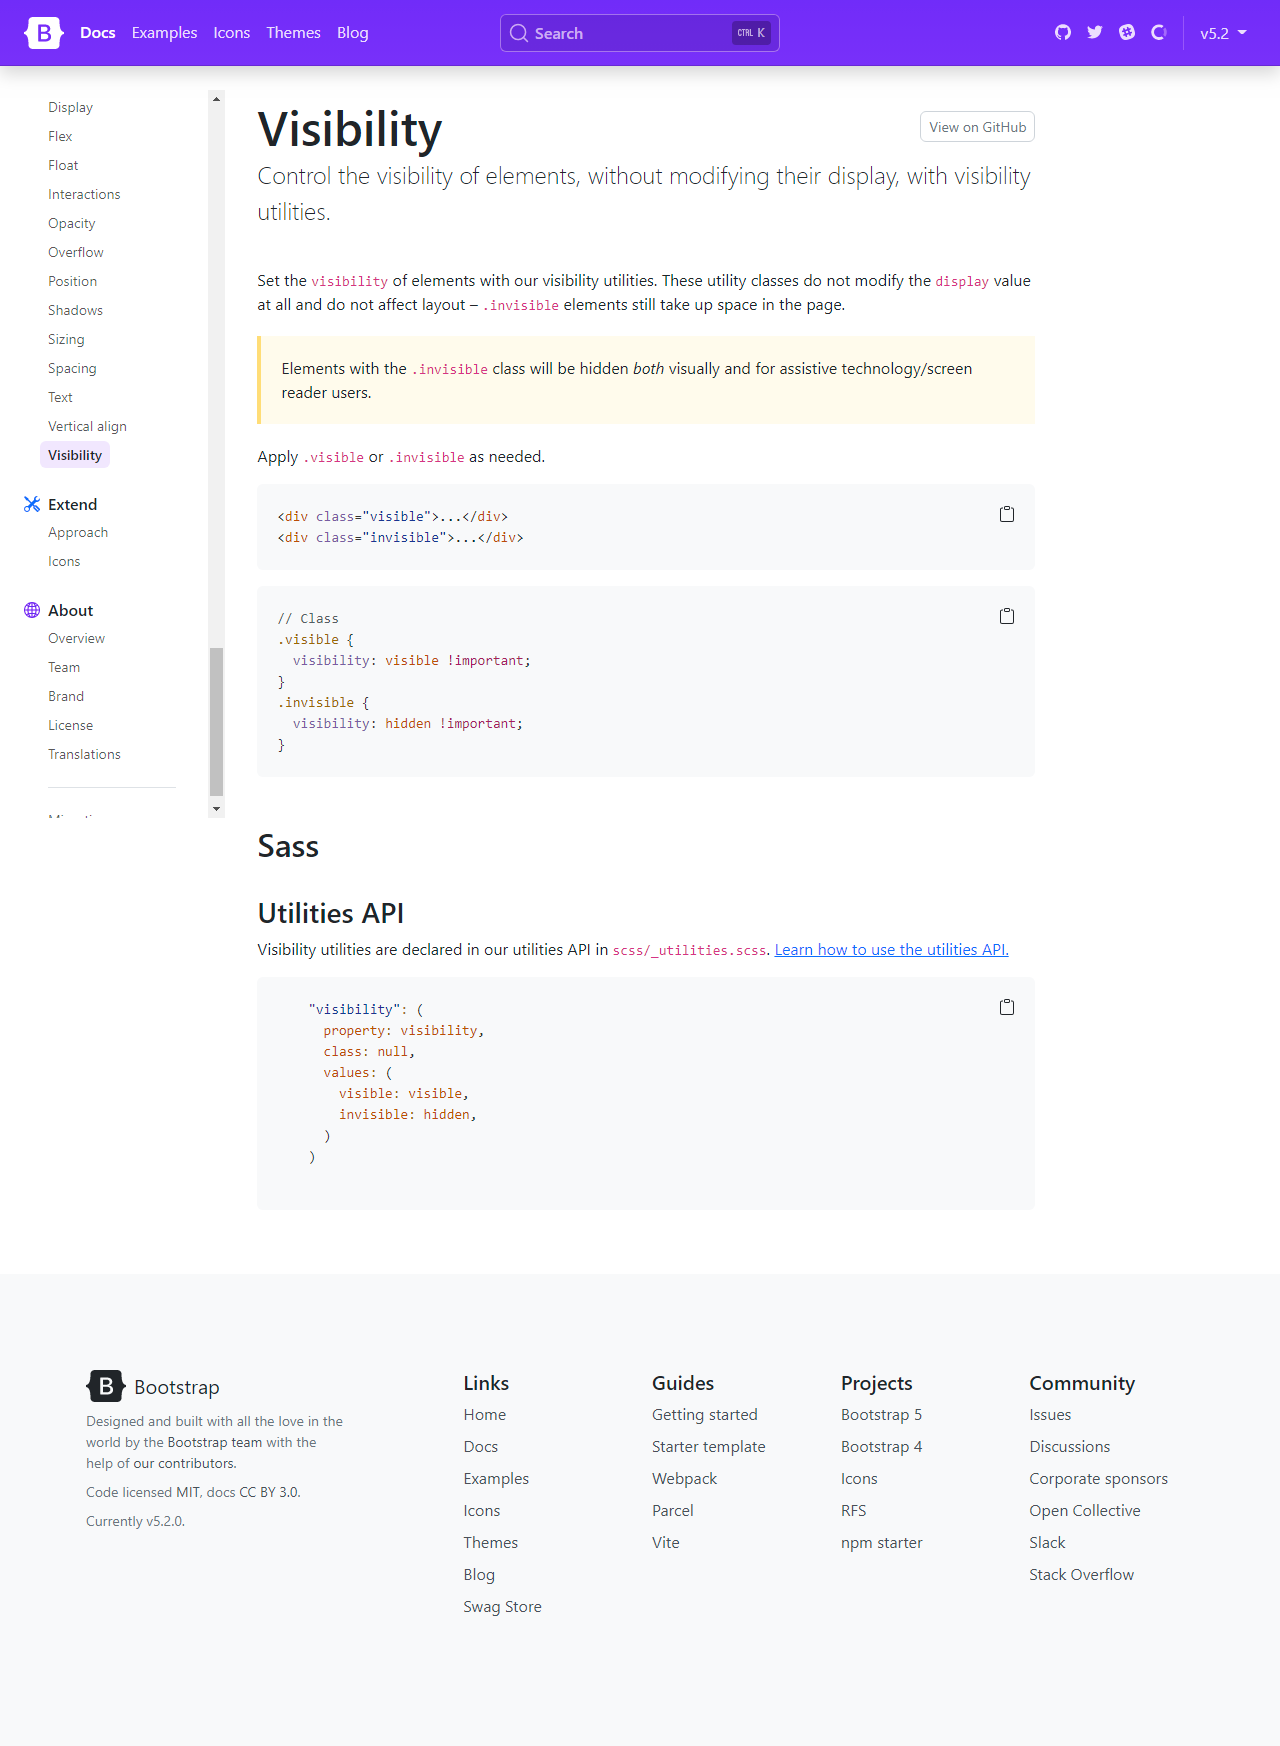 B Docs Examples Icons Themes Blog Search CTRL K v5.2
Display
Flex
Float
Interactions
Opacity
Overflow
Position
Shadows
Sizing
Spacing
Text
Vertical align
Visibility
Extend
Approach
Icons
About
Overview
Team
Brand
License
Translations
Visibility
View on GitHub
Control the visibility of elements, without modifying their display, with visibility
utilities.
Set the visibility of elements with our visibility utilities. These utility classes do not modify the display value
at all and do not affect layout – .invisible elements still take up space in the page.
Elements with the .invisible class will be hidden both visually and for assistive technology/screen
reader users.
Apply .visible or .invisible as needed.
<div class="visible">...</div>
<div class="invisible">...</div>
// Class
.visible {
  visibility: visible !important;
}
.invisible {
  visibility: hidden !important;
}
Sass
Utilities API
Visibility utilities are declared in our utilities API in scss/_utilities.scss. Learn how to use the utilities API.
"visibility": (
  property: visibility,
  class: null,
  values: (
    visible: visible,
    invisible: hidden,
  )
)
B Bootstrap
Designed and built with all the love in the
world by the Bootstrap team with the
help of our contributors.
Code licensed MIT, docs CC BY 3.0.
Currently v5.2.0.
Links
Home
Docs
Examples
Icons
Themes
Blog
Swag Store
Guides
Getting started
Starter template
Webpack
Parcel
Vite
Projects
Bootstrap 5
Bootstrap 4
Icons
RFS
npm starter
Community
Issues
Discussions
Corporate sponsors
Open Collective
Slack
Stack Overflow